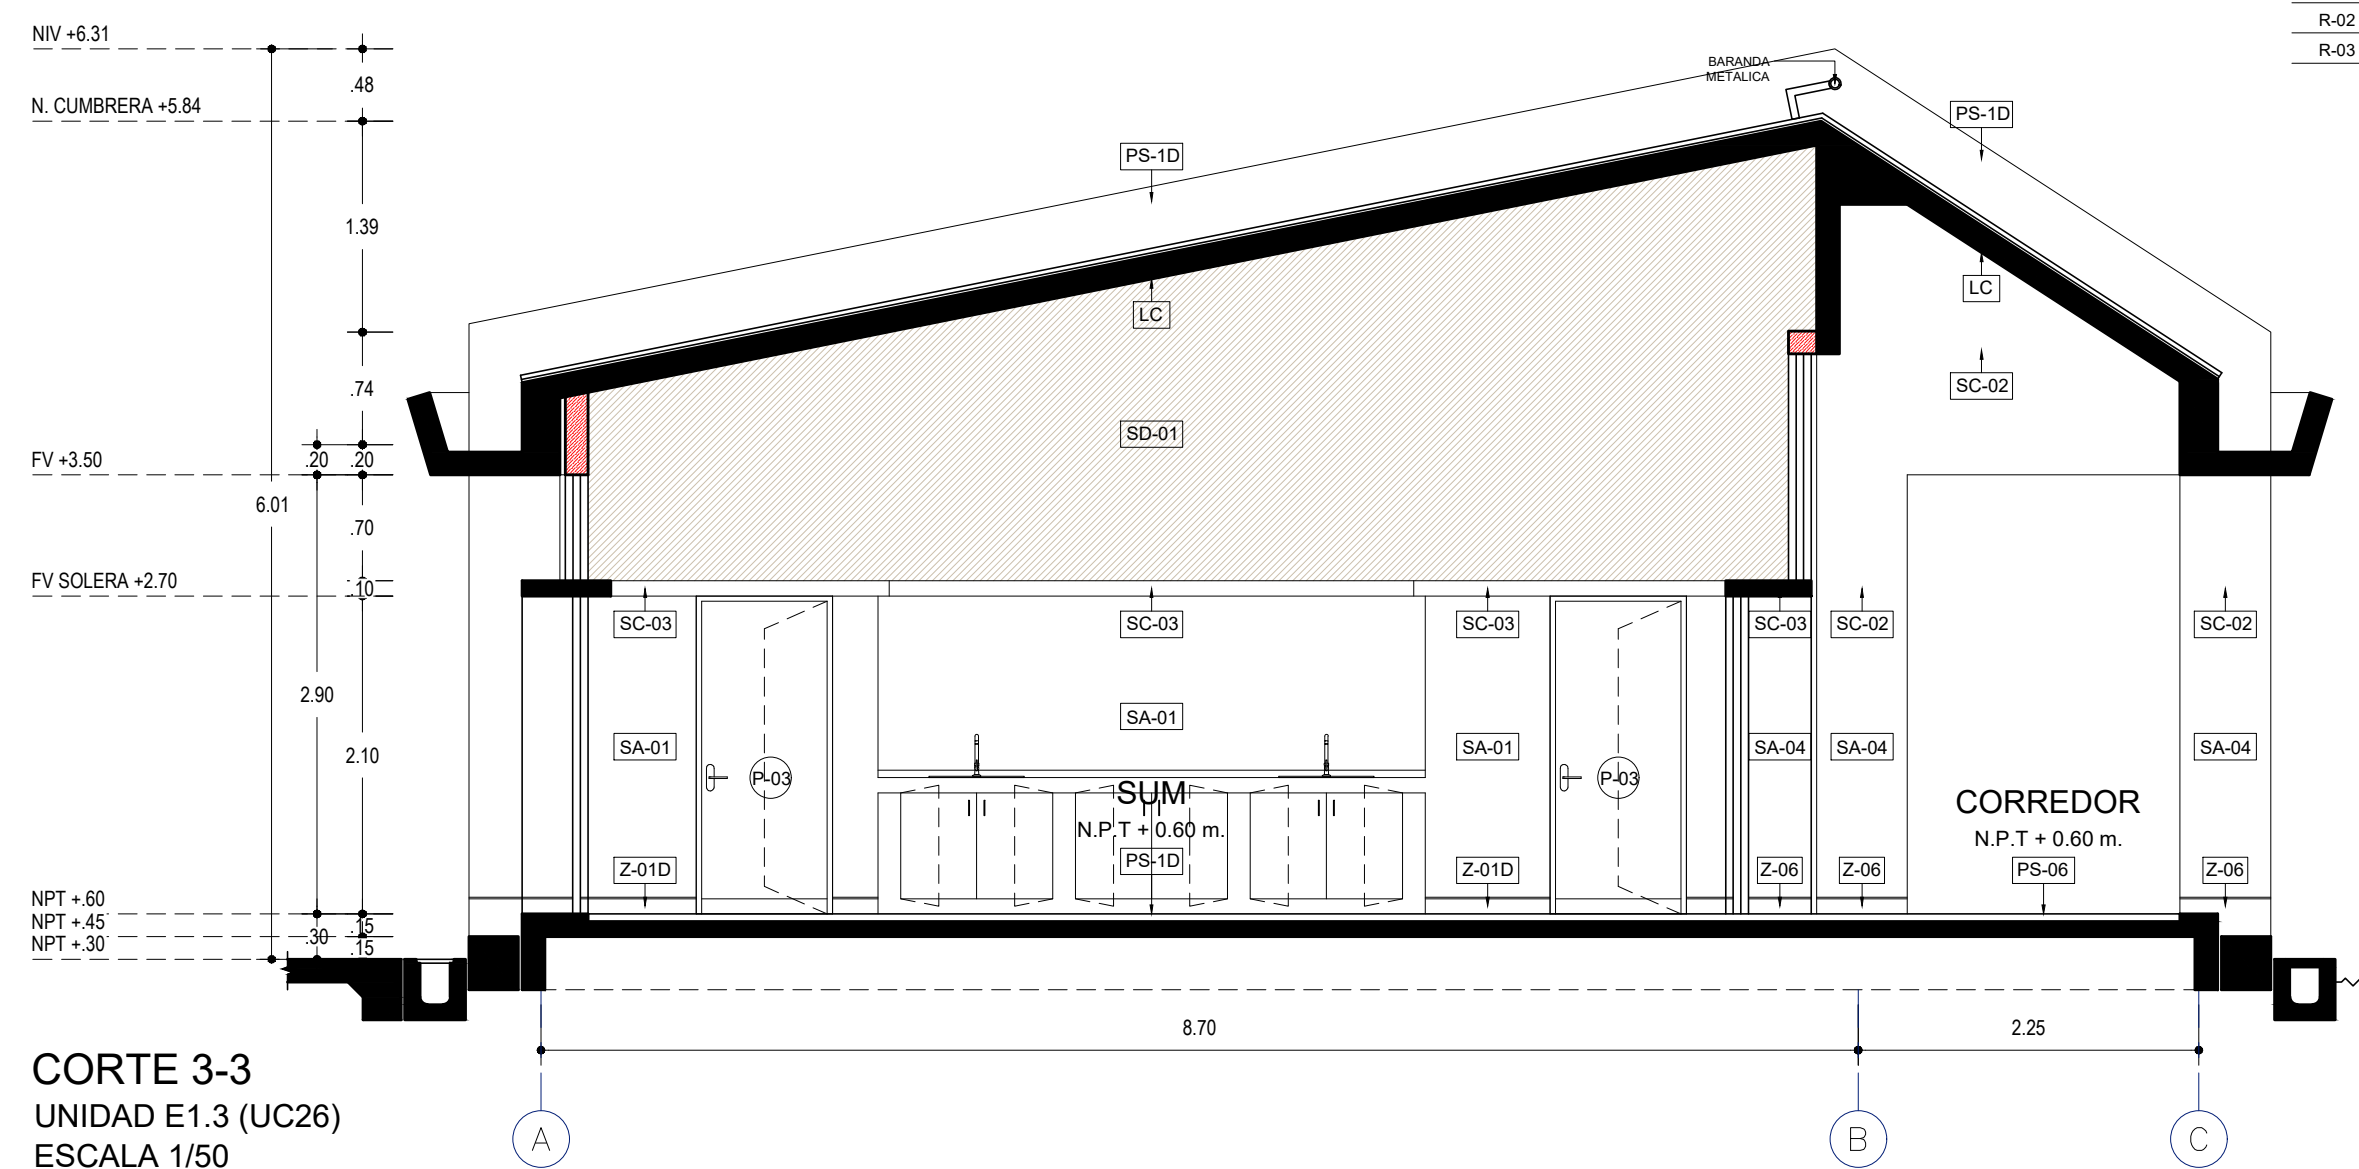 R-02
R-03
NIV +6.31
.48
BARANDA
METALICA
N. CUMBRERA +5.84
PS-1D
PS-1D
1.39
LC
LC
.74
SC-02
SD-01
FV +3.50
.20
.20
6.01
.70
FV SOLERA +2.70
.10
SC-03
SC-03
SC-03
SC-03
SC-02
SC-02
2.90
SA-01
SA-01
SA-01
SA-04
SA-04
SA-04
2.10
P-03
P-03
SUM
N.P.T + 0.60 m.
CORREDOR
N.P.T + 0.60 m.
PS-1D
Z-01D
Z-01D
Z-06
Z-06
PS-06
Z-06
NPT +.60
NPT +.45
NPT +.30
.30
.15
.15
8.70
2.25
CORTE 3-3
UNIDAD E1.3 (UC26)
ESCALA 1/50
A
B
C